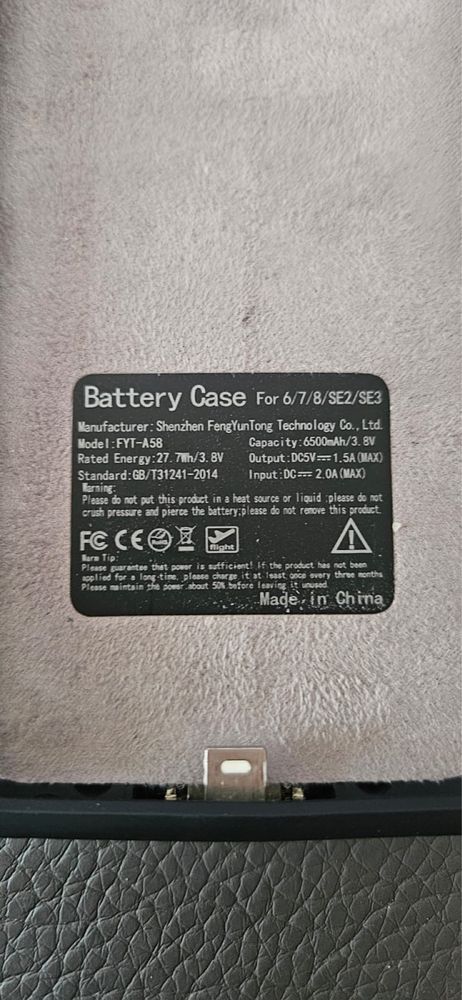 Battery Case For 6/7/8/SE2/SE3
Manufacturer: Shenzhen FengYunTong Technology Co., Ltd.
Model:FYT-A58 Capacity:6500mAh/3.8V
Rated Energy:27.7Wh/3.8V Output:DC5V⎓1.5A(MAX)
Standard:GB/T31241-2014 Input:DC⎓2.0A(MAX)
Warning:
Please do not put this product in a heat source or liquid ;please do not
crush pressure and pierce the battery;please do not remove this product.
FC CE RoHS flight
Warm Tip:
Please guarantee that power is sufficient! If the product has not been
applied for a long-time, please charge it at least once every three months
Please maintain the power about 50% before leaving it unused
Made in China